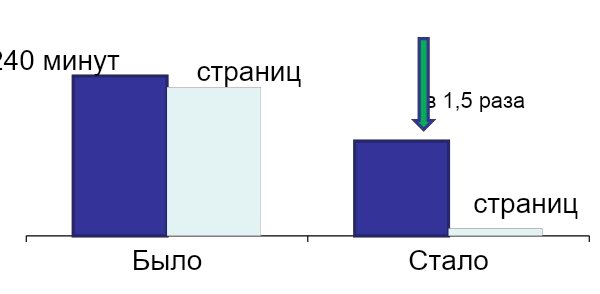 240 минут
страниц
в 1,5 раза
страниц
Было
Стало